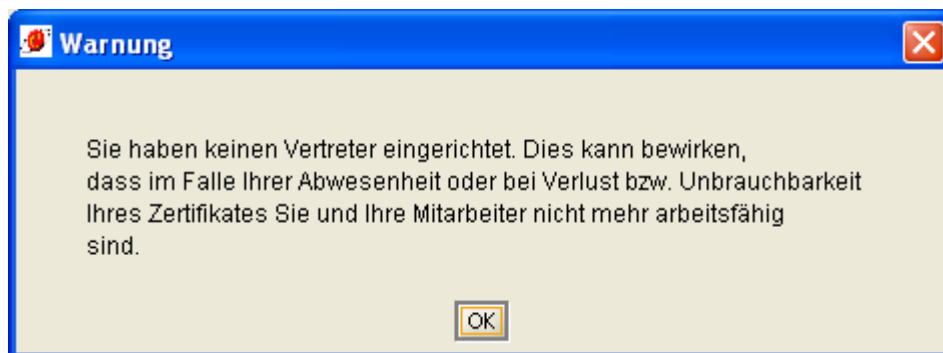 Warnung
Sie haben keinen Vertreter eingerichtet. Dies kann bewirken,
dass im Falle Ihrer Abwesenheit oder bei Verlust bzw. Unbrauchbarkeit
Ihres Zertifikates Sie und Ihre Mitarbeiter nicht mehr arbeitsfähig
sind.
OK